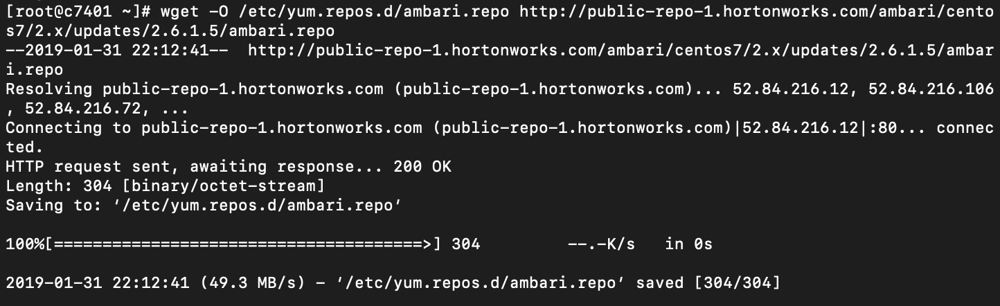 [root@c7401 ~]# wget -O /etc/yum.repos.d/ambari.repo http://public-repo-1.hortonworks.com/ambari/cento
s7/2.x/updates/2.6.1.5/ambari.repo
--2019-01-31 22:12:41--  http://public-repo-1.hortonworks.com/ambari/centos7/2.x/updates/2.6.1.5/ambar
i.repo
Resolving public-repo-1.hortonworks.com (public-repo-1.hortonworks.com)... 52.84.216.12, 52.84.216.106
, 52.84.216.72, ...
Connecting to public-repo-1.hortonworks.com (public-repo-1.hortonworks.com)|52.84.216.12|:80... connec
ted.
HTTP request sent, awaiting response... 200 OK
Length: 304 [binary/octet-stream]
Saving to: ‘/etc/yum.repos.d/ambari.repo’
100%[======================================>] 304         --.-K/s   in 0s
2019-01-31 22:12:41 (49.3 MB/s) - ‘/etc/yum.repos.d/ambari.repo’ saved [304/304]